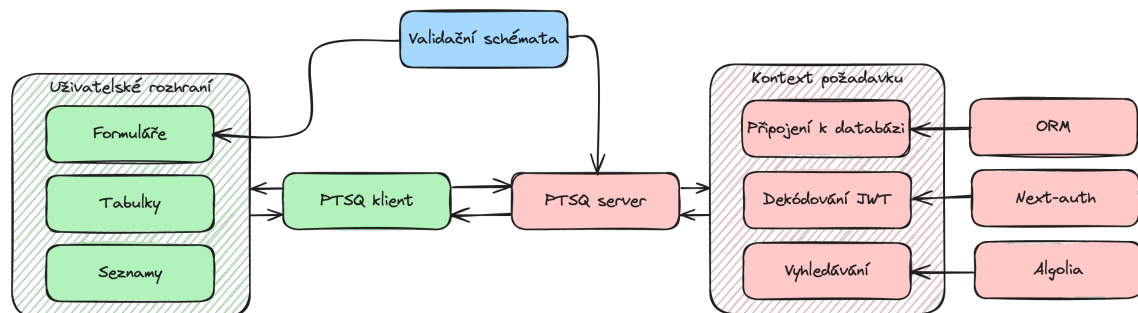 Validační schémata
Uživatelské rozhraní
Formuláře
Tabulky
Seznamy
PTSQ klient
PTSQ server
Kontext požadavku
Připojení k databázi
Dekódování JWT
Vyhledávání
ORM
Next-auth
Algolia